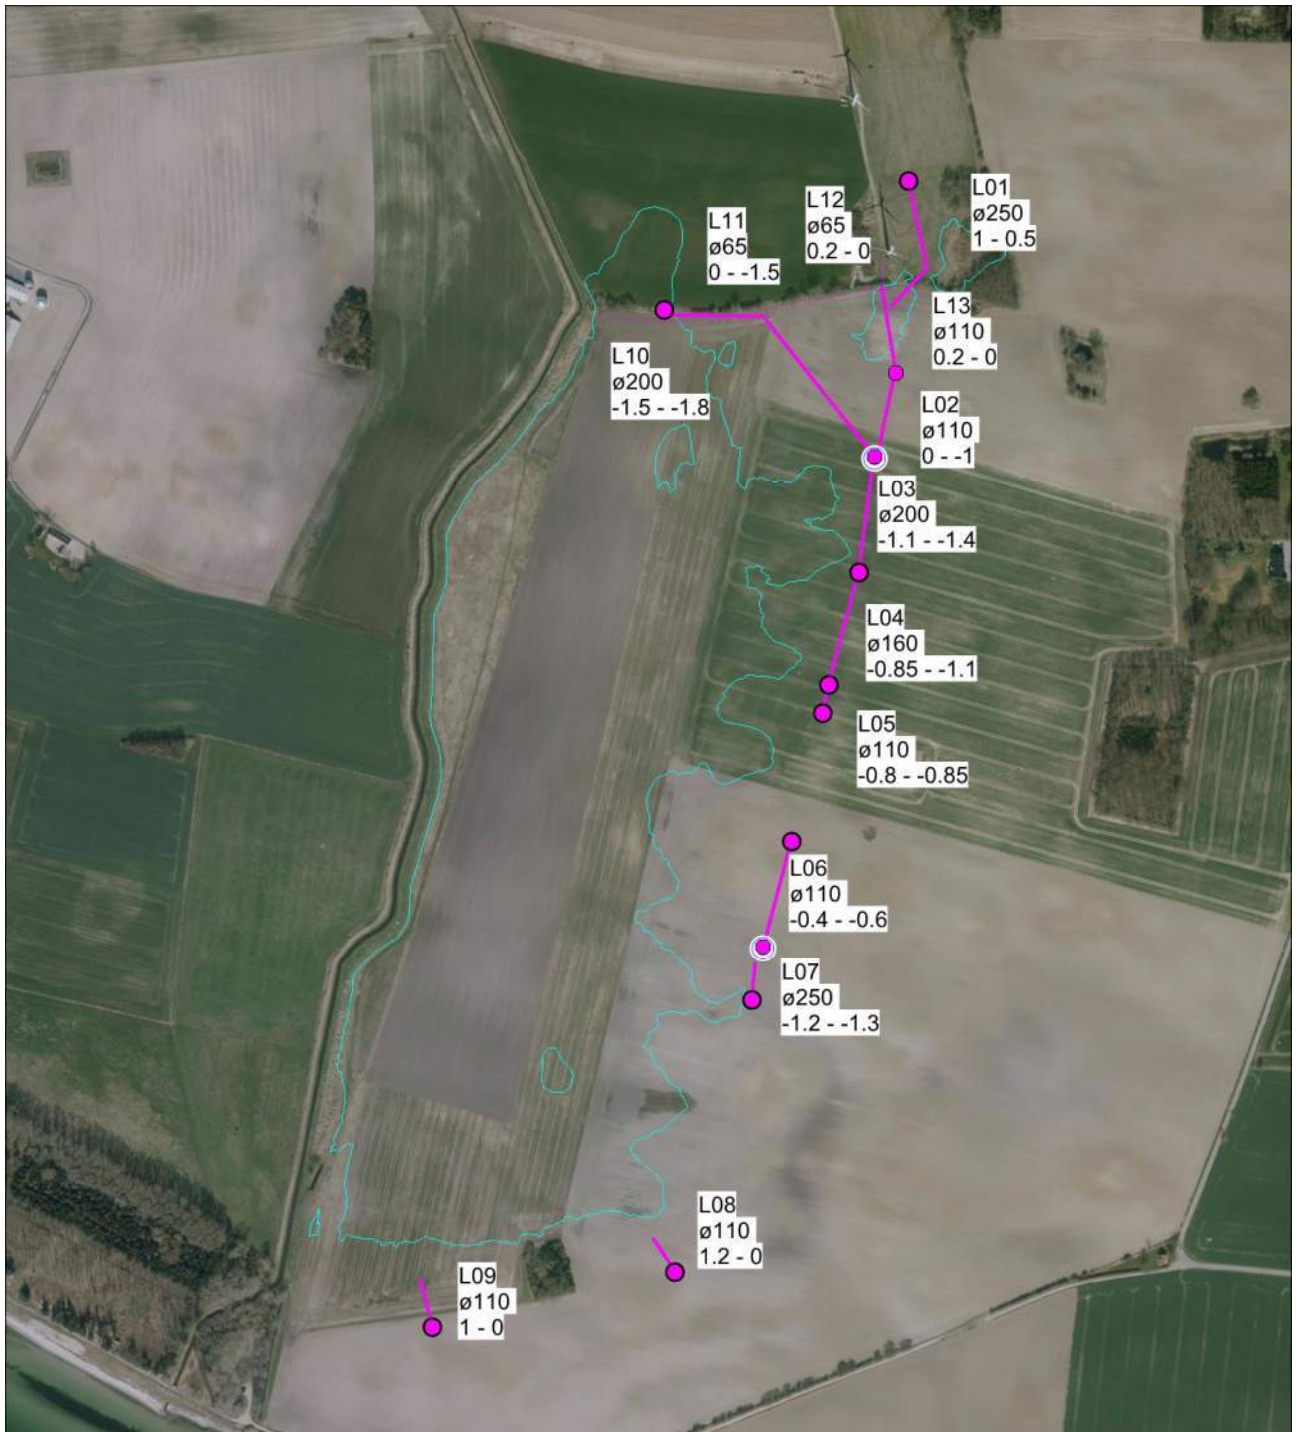 L01
ø250
1 - 0.5
L12
ø65
0.2 - 0
L11
ø65
0 - -1.5
L13
ø110
0.2 - 0
L10
ø200
-1.5 - -1.8
L02
ø110
0 - -1
L03
ø200
-1.1 - -1.4
L04
ø160
-0.85 - -1.1
L05
ø110
-0.8 - -0.85
L06
ø110
-0.4 - -0.6
L07
ø250
-1.2 - -1.3
L08
ø110
1.2 - 0
L09
ø110
1 - 0